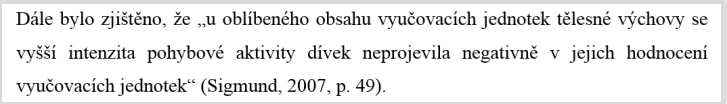 Dále bylo zjištěno, že „u oblíbeného obsahu vyučovacích jednotek tělesné výchovy se
vyšší intenzita pohybové aktivity dívek neprojevila negativně v jejich hodnocení
vyučovacích jednotek“ (Sigmund, 2007, p. 49).